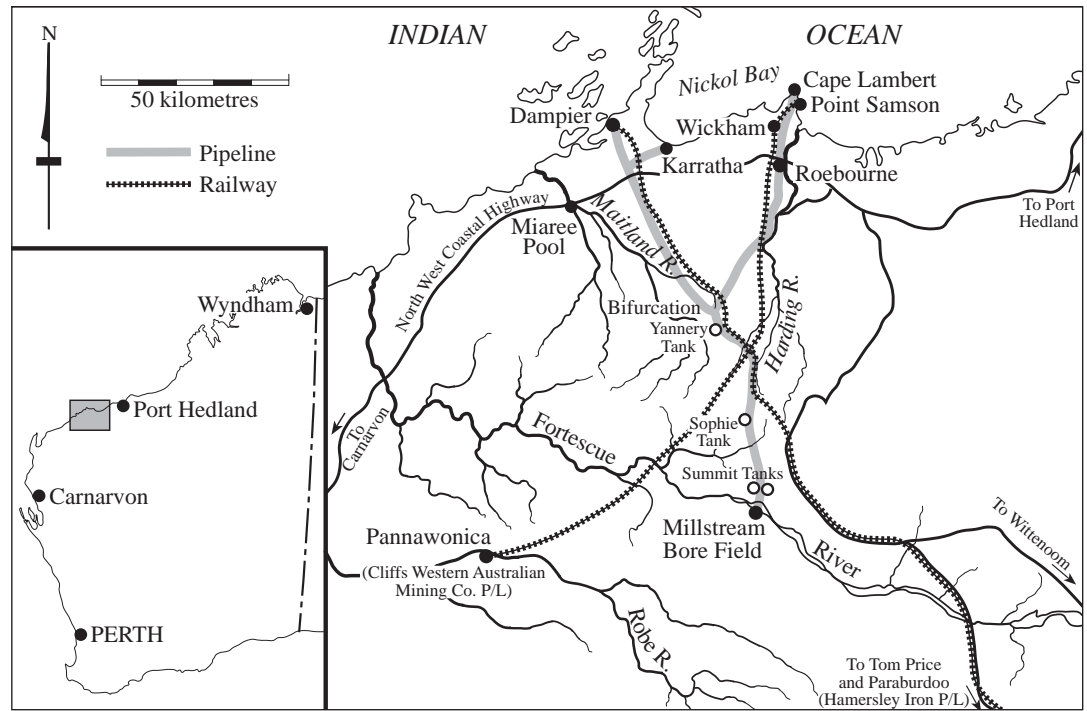 INDIAN
OCEAN
N
50 kilometres
Pipeline
Railway
Nickol Bay
Cape Lambert
Point Samson
Dampier
Wickham
Karratha
Roebourne
To Port
Hedland
North West Coastal Highway
Miaree
Pool
Maitland R.
Harding R.
Bifurcation
Yannery
Tank
To
Carnarvon
Fortescue
Sophie
Tank
Summit Tanks
Millstream
Bore Field
River
To Wittenoom
Pannawonica
(Cliffs Western Australian
Mining Co. P/L)
Robe R.
To Tom Price
and Paraburdoo
(Hamersley Iron P/L)
Wyndham
Port Hedland
Carnarvon
PERTH